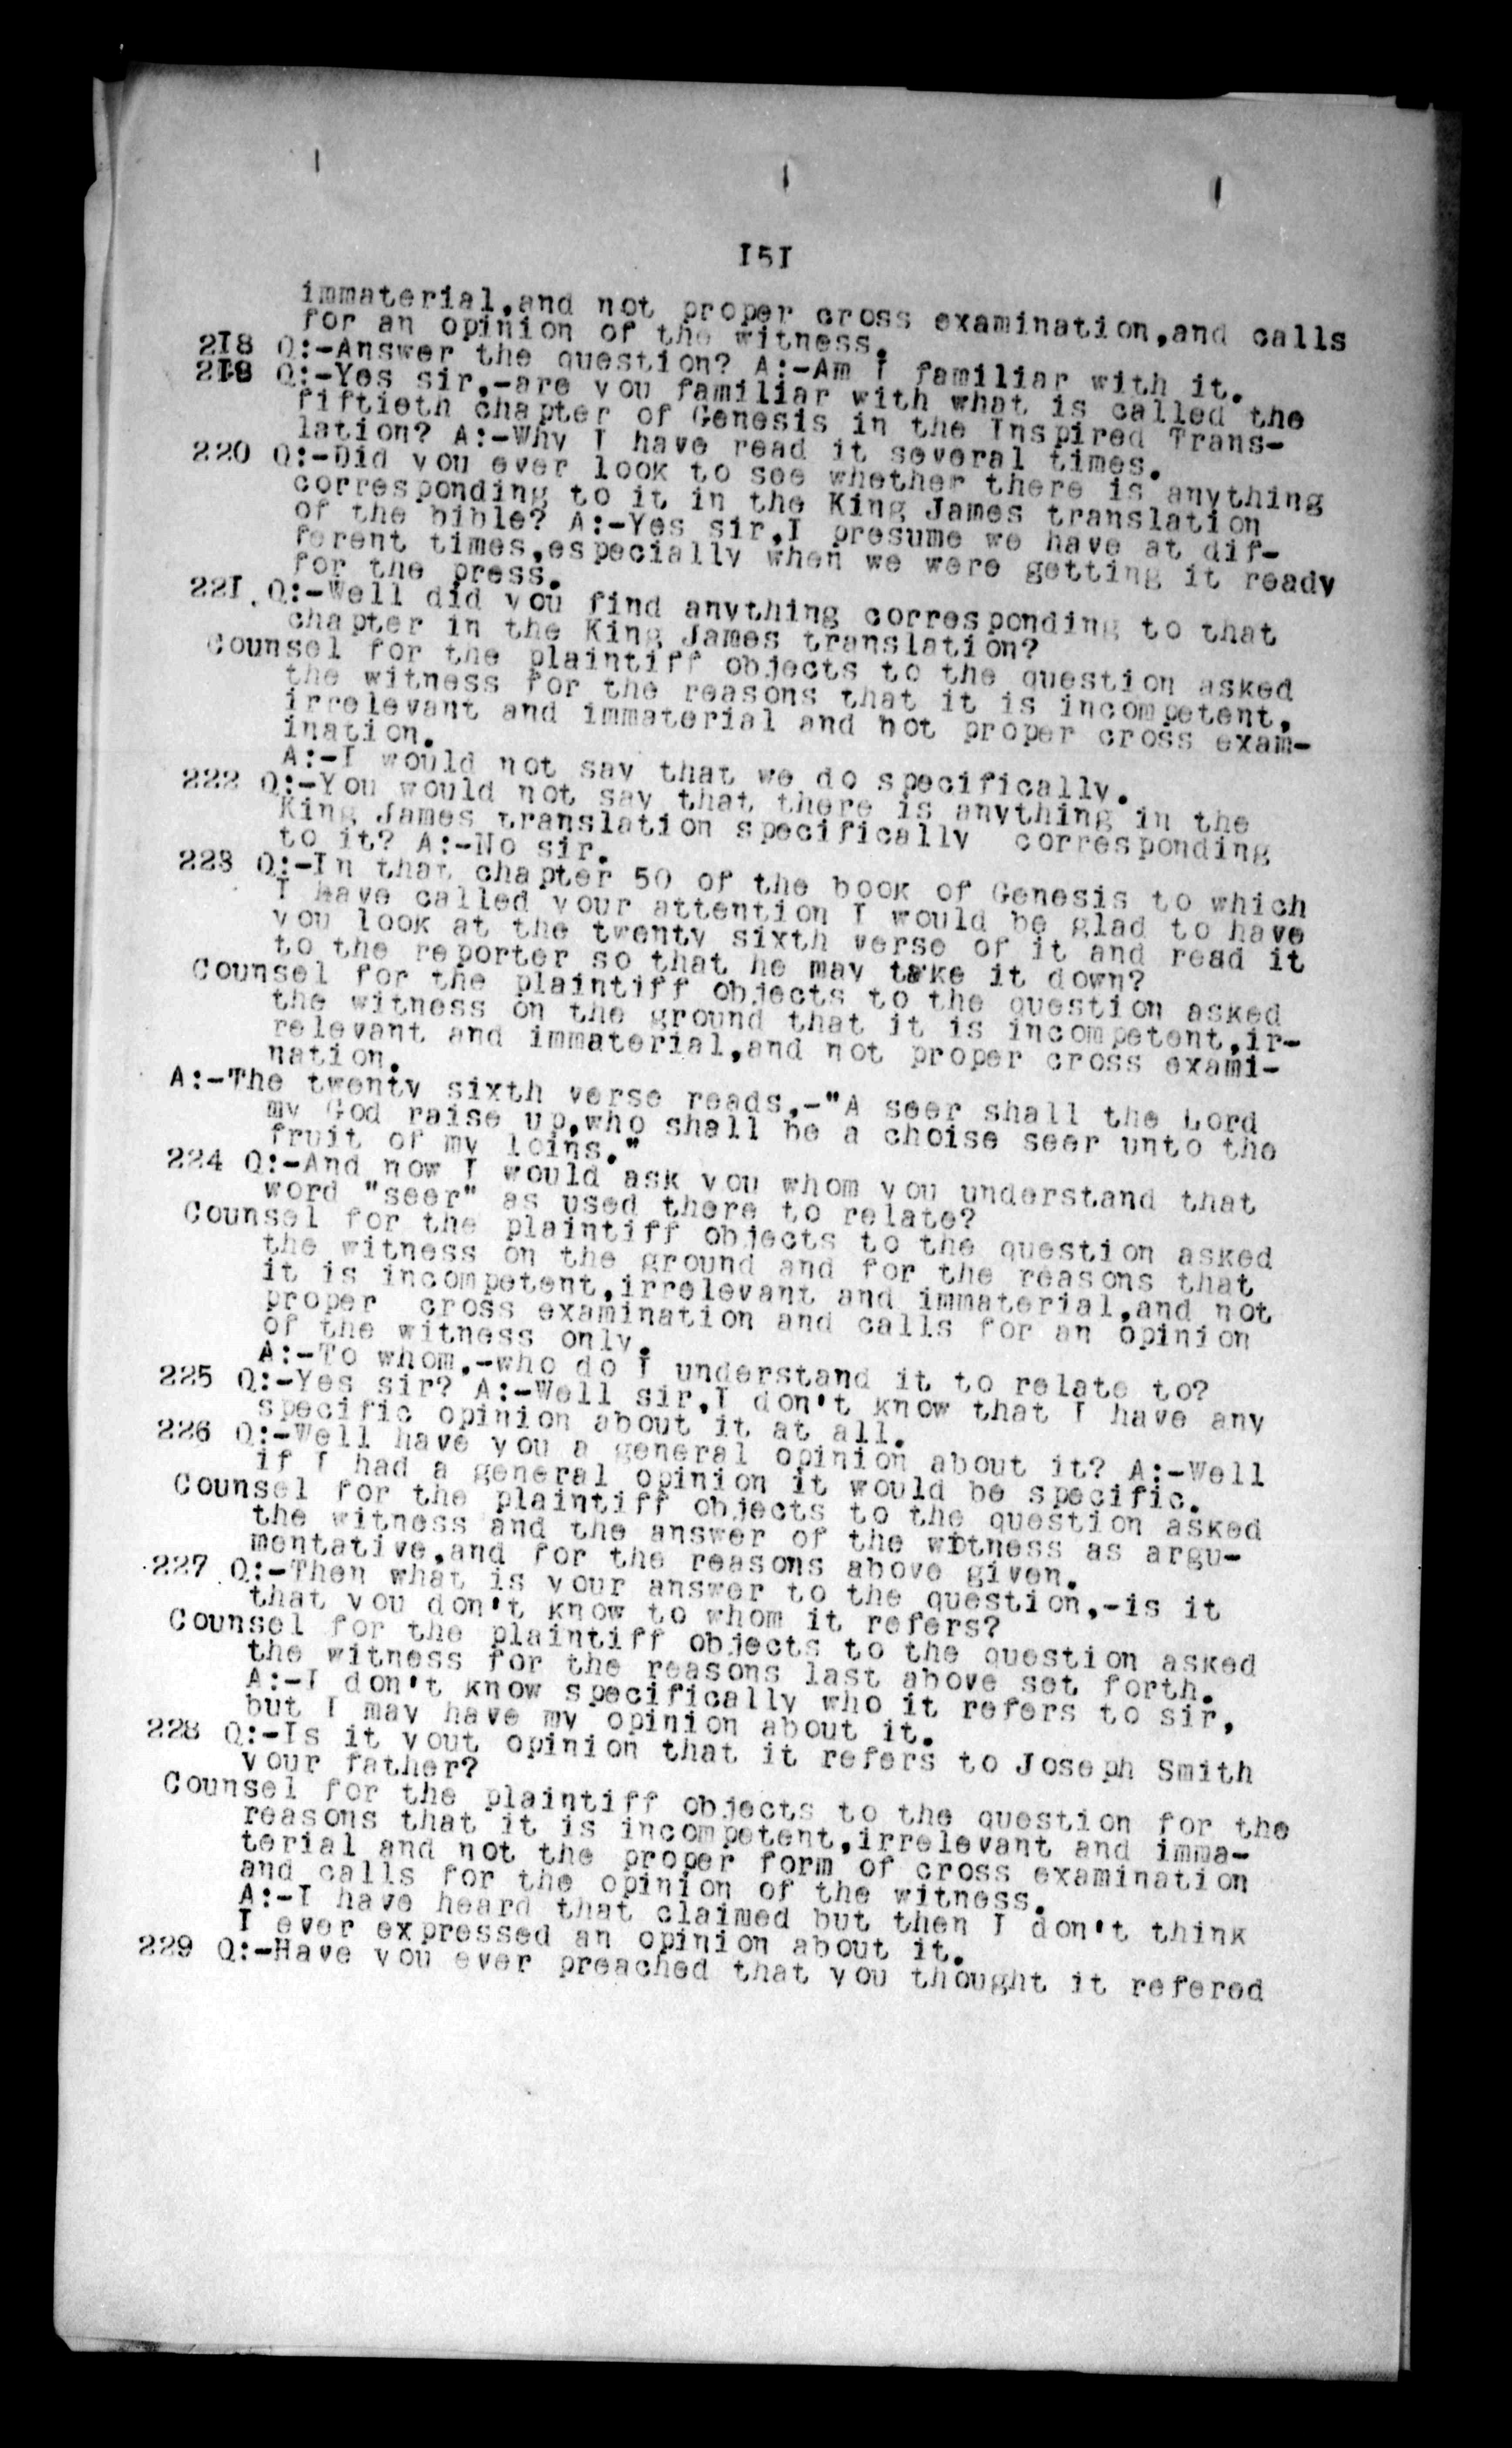 151
immaterial,and not proper cross examination,and calls
for an opinion of the witness.
218 Q:-Answer the question? A:-Am I familiar with it.
219 Q:-Yes sir,-are you familiar with what is called the
fiftieth chapter of Genesis in the Inspired Trans-
lation? A:-Why I have read it several times.
220 Q:-Did you ever look to see whether there is anything
corresponding to it in the King James translation
of the bible? A:-Yes sir,I presume we have at dif-
ferent times,especially when we were getting it ready
for the press.
221. Q:-Well did you find anything corresponding to that
chapter in the King James translation?
Counsel for the plaintiff objects to the question asked
the witness for the reasons that it is incompetent,
irrelevant and immaterial and not proper cross exam-
ination.
A:-I would not say that we do specifically.
222 Q:-You would not say that there is anything in the
King James translation specifically corresponding
to it? A:-No sir.
223 Q:-In that chapter 50 of the book of Genesis to which
I have called your attention I would be glad to have
you look at the twenty sixth verse of it and read it
to the reporter so that he may take it down?
Counsel for the plaintiff objects to the question asked
the witness on the ground that it is incompetent,ir-
relevant and immaterial,and not proper cross exami-
nation.
A:-The twenty sixth verse reads,-"A seer shall the Lord
my God raise up,who shall be a choise seer unto the
fruit of my loins."
224 Q:-And now I would ask you whom you understand that
word "seer" as used there to relate?
Counsel for the plaintiff objects to the question asked
the witness on the ground and for the reasons that
it is incompetent,irrelevant and immaterial,and not
proper cross examination and calls for an opinion
of the witness only.
A:-To whom,-who do I understand it to relate to?
225 Q:-Yes sir? A:-Well sir,I don't know that I have any
specific opinion about it at all.
226 Q:-Well have you a general opinion about it? A:-Well
if I had a general opinion it would be specific.
Counsel for the plaintiff objects to the question asked
the witness and the answer of the witness as argu-
mentative,and for the reasons above given.
227 Q:-Then what is your answer to the question,-is it
that you don't know to whom it refers?
Counsel for the plaintiff objects to the question asked
the witness for the reasons last above set forth.
A:-I don't know specifically who it refers to sir,
but I may have my opinion about it.
228 Q:-Is it yout opinion that it refers to Joseph Smith
your father?
Counsel for the plaintiff objects to the question for the
reasons that it is incompetent,irrelevant and imma-
terial and not the proper form of cross examination
and calls for the opinion of the witness.
A:-I have heard that claimed but then I don't think
I ever expressed an opinion about it.
229 Q:-Have you ever preached that you thought it refered